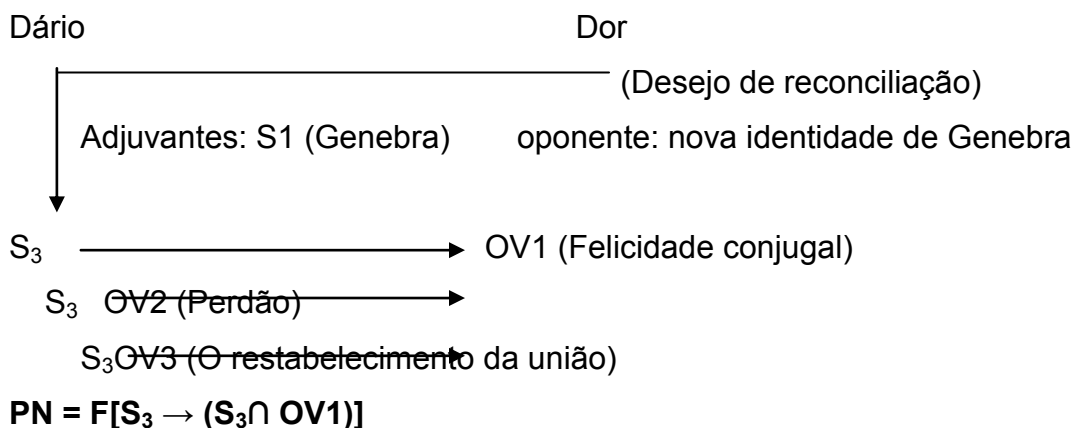 Dário Dor
(Desejo de reconciliação)
Adjuvantes: S1 (Genebra) oponente: nova identidade de Genebra
S₃ OV1 (Felicidade conjugal)
S₃ OV2 (Perdão)
S₃OV3 (O restabelecimento da união)
PN = F[S₃ → (S₃∩ OV1)]